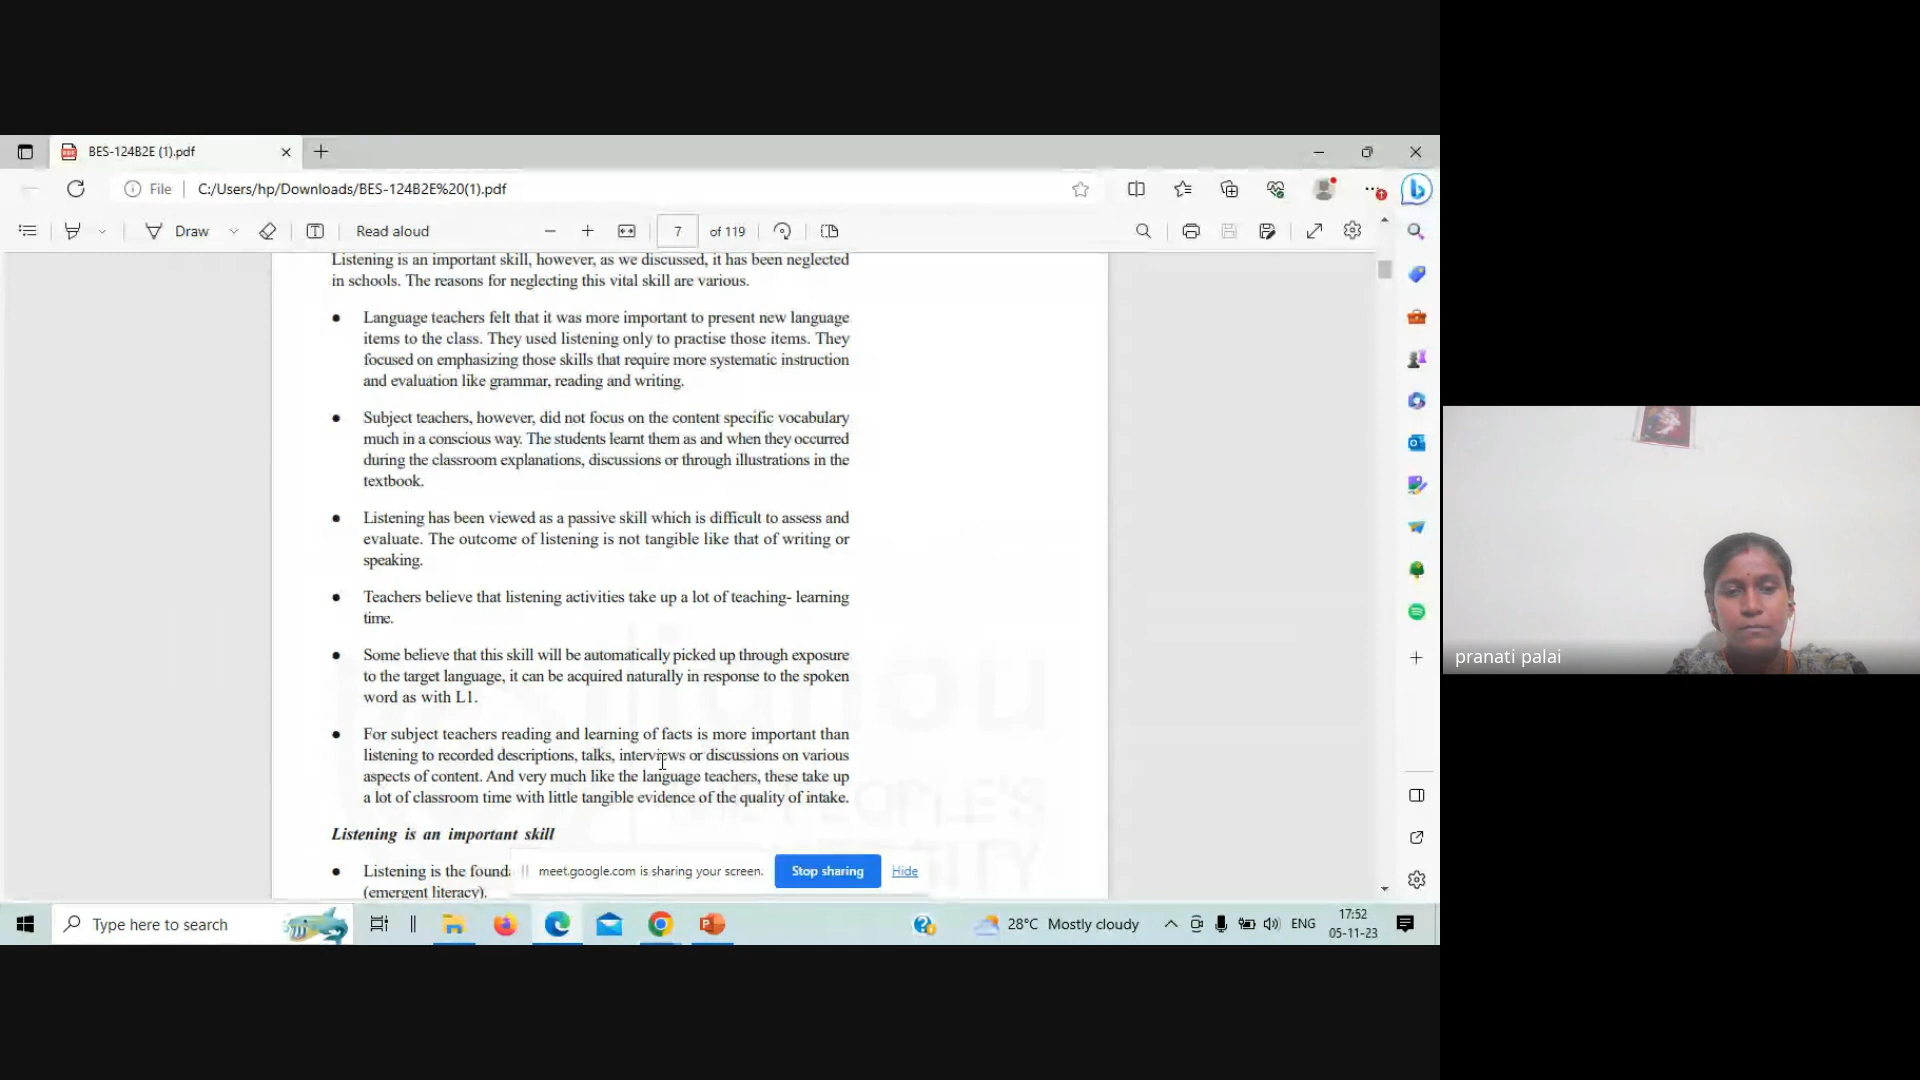 BES-124B2E (1).pdf
File
C:/Users/hp/Downloads/BES-124B2E%20(1).pdf
Draw
Read aloud
7
of 119
Listening is an important skill, however, as we discussed, it has been neglected
in schools. The reasons for neglecting this vital skill are various.
● Language teachers felt that it was more important to present new language
items to the class. They used listening only to practise those items. They
focused on emphasizing those skills that require more systematic instruction
and evaluation like grammar, reading and writing.
● Subject teachers, however, did not focus on the content specific vocabulary
much in a conscious way. The students learnt them as and when they occurred
during the classroom explanations, discussions or through illustrations in the
textbook.
● Listening has been viewed as a passive skill which is difficult to assess and
evaluate. The outcome of listening is not tangible like that of writing or
speaking.
● Teachers believe that listening activities take up a lot of teaching- learning
time.
● Some believe that this skill will be automatically picked up through exposure
to the target language, it can be acquired naturally in response to the spoken
word as with L1.
● For subject teachers reading and learning of facts is more important than
listening to recorded descriptions, talks, interviews or discussions on various
aspects of content. And very much like the language teachers, these take up
a lot of classroom time with little tangible evidence of the quality of intake.
Listening is an important skill
● Listening is the founda
(emergent literacy).
meet.google.com is sharing your screen.
Stop sharing
Hide
pranati palai
Type here to search
28°C Mostly cloudy
ENG
17:52
05-11-23